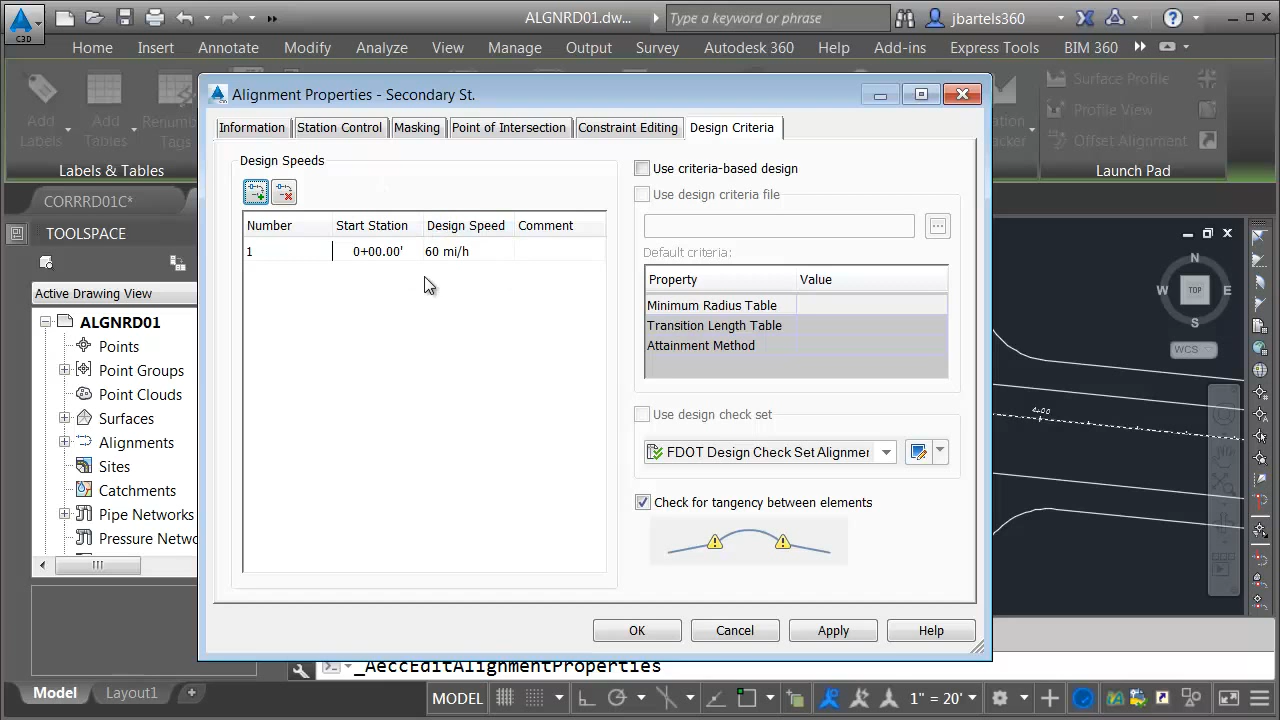 ALGNRD01.dw...
Type a keyword or phrase
jbartels360
C3D
Home Insert Annotate Modify Analyze View Manage Output Survey Autodesk 360 Help Add-ins Express Tools BIM 360
Add Labels
Add Tables
Renumb Tags
Labels & Tables
Surface Profile
Profile View
Offset Alignment
Launch Pad
CORRRD01C*
TOOLSPACE
Active Drawing View
ALGNRD01
Points
Point Groups
Point Clouds
Surfaces
Alignments
Sites
Catchments
Pipe Networks
Pressure Netwo
Alignment Properties - Secondary St.
Information Station Control Masking Point of Intersection Constraint Editing Design Criteria
Design Speeds
Number Start Station Design Speed Comment
1 0+00.00' 60 mi/h
Use criteria-based design
Use design criteria file
...
Default criteria:
Property Value
Minimum Radius Table
Transition Length Table
Attainment Method
Use design check set
FDOT Design Check Set Alignmer
Check for tangency between elements
OK Cancel Apply Help
N
W TOP E
S
WCS
4+00
_AeccEditAlignmentProperties
Model Layout1 +
MODEL 1" = 20'